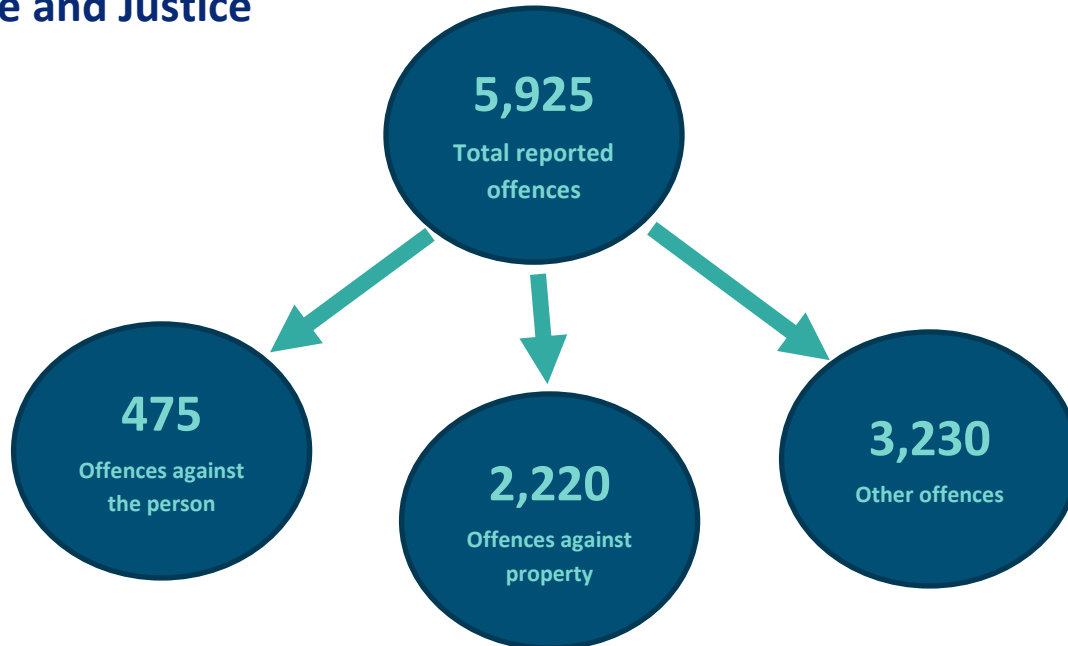 e and Justice
5,925
Total reported
offences
475
Offences against
the person
2,220
Offences against
property
3,230
Other offences